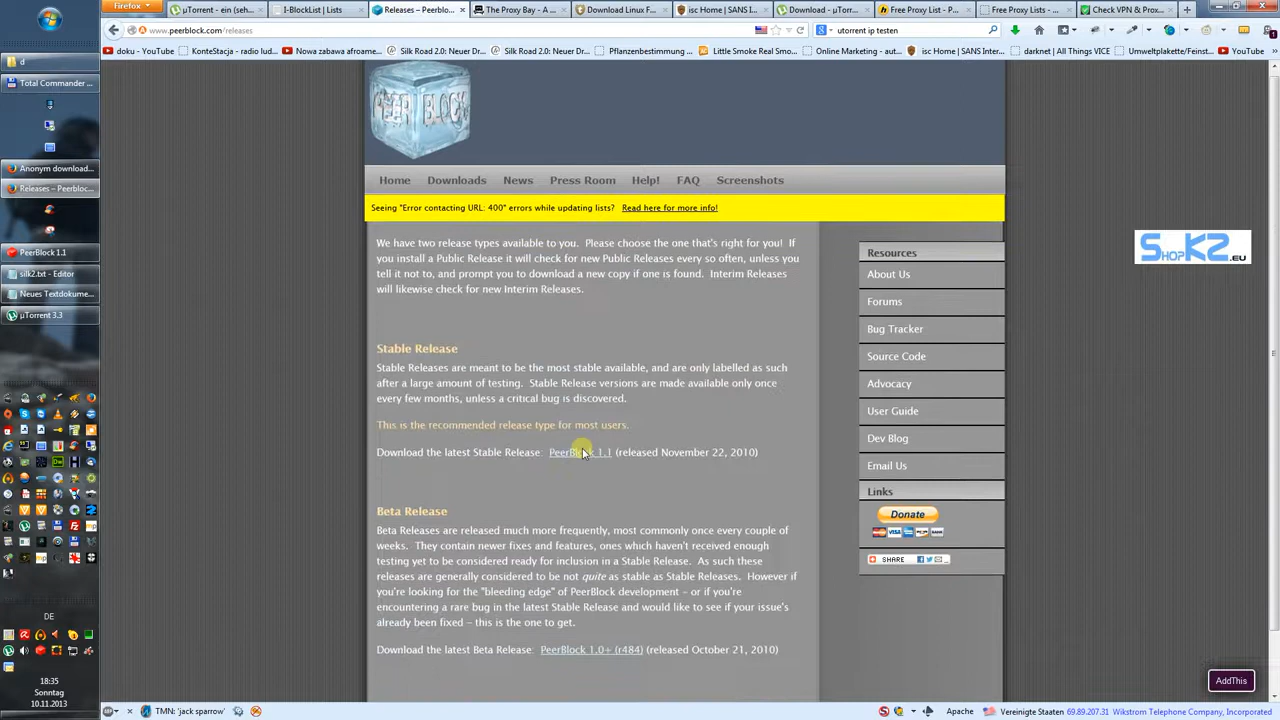 Firefox
µTorrent - ein (seh...
I-BlockList | Lists
Releases – Peerblo...
The Proxy Bay - A ...
Download Linux F...
isc Home | SANS I...
Download - µTor...
Free Proxy List - P...
Free Proxy Lists - ...
Check VPN & Prox...
www.peerblock.com/releases
utorrent ip testen
doku - YouTube
KonteStacja - radio lud...
Nowa zabawa afroame...
Silk Road 2.0: Neuer Dr...
Silk Road 2.0: Neuer D...
Pflanzenbestimmung ...
Little Smoke Real Smo...
Online Marketing - aut...
isc Home | SANS Inter...
darknet | All Things VICE
Umweltplakette/Feinst...
YouTube
d
Total Commander ...
Anonym download...
Releases – Peerbloc...
PeerBlock 1.1
silk2.txt - Editor
Neues Textdokume...
µTorrent 3.3
DE
18:35
Sonntag
10.11.2013
PEER BLOCK
Home Downloads News Press Room Help! FAQ Screenshots
Seeing "Error contacting URL: 400" errors while updating lists? Read here for more info!
We have two release types available to you. Please choose the one that's right for you! If
you install a Public Release it will check for new Public Releases every so often, unless you
tell it not to, and prompt you to download a new copy if one is found. Interim Releases
will likewise check for new Interim Releases.
Stable Release
Stable Releases are meant to be the most stable available, and are only labelled as such
after a large amount of testing. Stable Release versions are made available only once
every few months, unless a critical bug is discovered.
This is the recommended release type for most users.
Download the latest Stable Release: PeerBlock 1.1 (released November 22, 2010)
Beta Release
Beta Releases are released much more frequently, most commonly once every couple of
weeks. They contain newer fixes and features, ones which haven't received enough
testing yet to be considered ready for inclusion in a Stable Release. As such these
releases are generally considered to be not quite as stable as Stable Releases. However if
you're looking for the "bleeding edge" of PeerBlock development – or if you're
encountering a rare bug in the latest Stable Release and would like to see if your issue's
already been fixed – this is the one to get.
Download the latest Beta Release: PeerBlock 1.0+ (r484) (released October 21, 2010)
Resources
About Us
Forums
Bug Tracker
Source Code
Advocacy
User Guide
Dev Blog
Email Us
Links
Donate
SHARE
SHOPK2.EU
AddThis
TMN: 'jack sparrow'
Apache
Vereinigte Staaten 69.89.207.31 Wikstrom Telephone Company, Incorporated